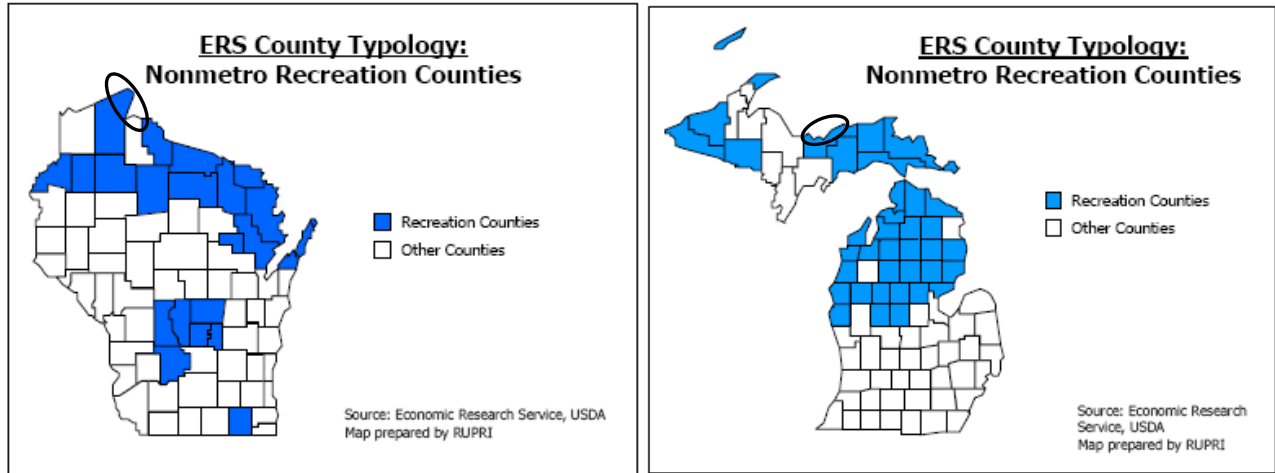 ERS County Typology:
Nonmetro Recreation Counties
Recreation Counties
Other Counties
Source: Economic Research Service, USDA
Map prepared by RUPRI
ERS County Typology:
Nonmetro Recreation Counties
Recreation Counties
Other Counties
Source: Economic Research
Service, USDA
Map prepared by RUPRI